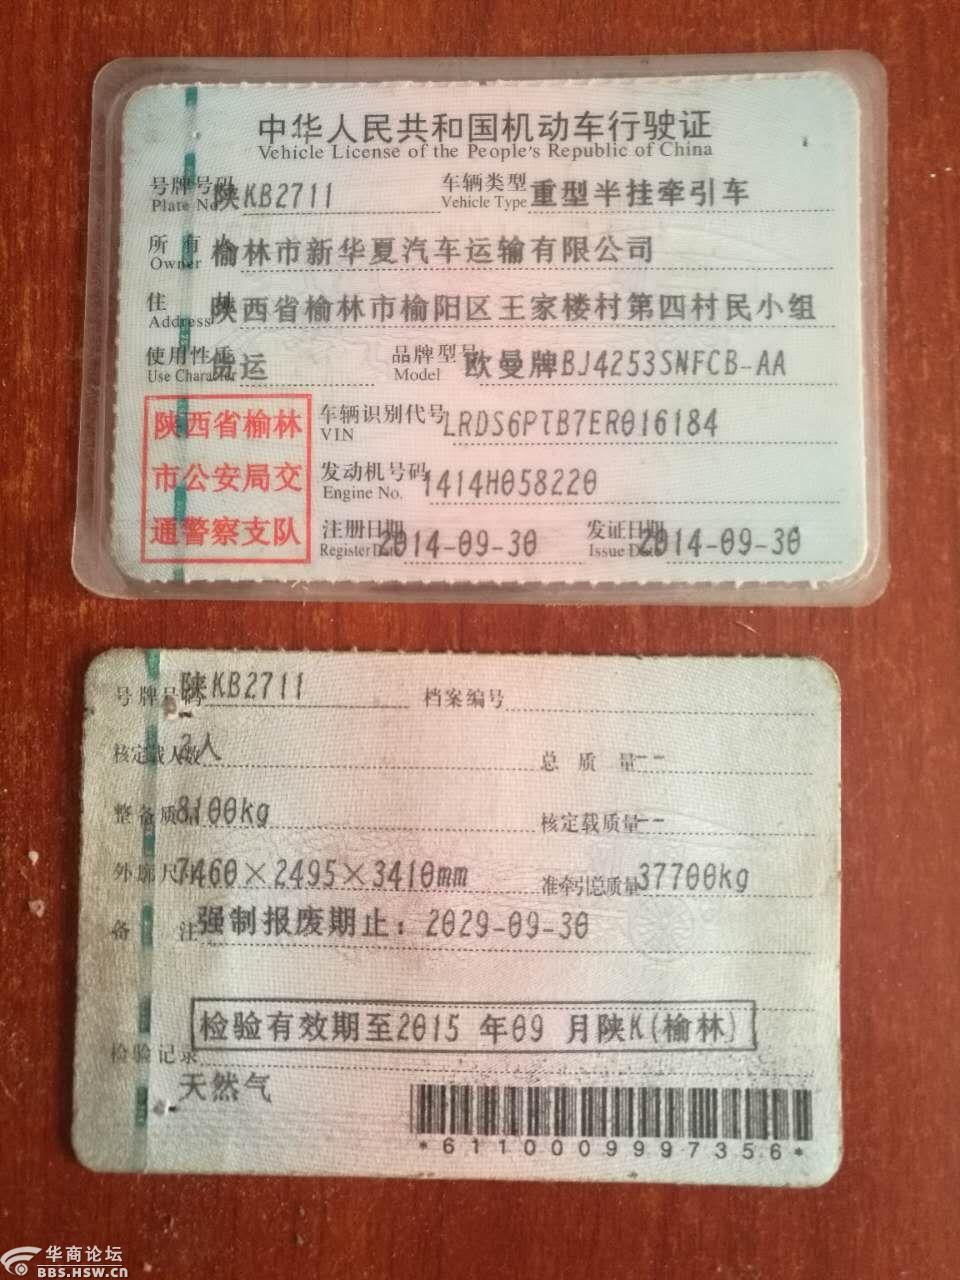 中华人民共和国机动车行驶证
Vehicle License of the People's Republic of China
号牌号码 陕KB2711 车辆类型 重型半挂牵引车
Plate No. Vehicle Type
所有人 榆林市新华夏汽车运输有限公司
Owner
住址 陕西省榆林市榆阳区王家楼村第四村民小组
Address
使用性质 货运 品牌型号 欧曼牌BJ4253SNFCB-AA
Use Character Model
陕西省榆林
市公安局交
通警察支队
车辆识别代号 LRDS6PTB7ER016184
VIN
发动机号码 1414H058220
Engine No.
注册日期 2014-09-30 发证日期 2014-09-30
Register Date Issue Date
号牌号码 陕KB2711 档案编号
核定载人数 2人 总质量 --
整备质量 8100kg 核定载质量 --
外廓尺寸 7460×2495×3410mm 准牵引总质量 37700kg
备注 强制报废期止：2029-09-30
检验有效期至2015 年09 月陕K(榆林)
检验记录
天然气
*6110009997356*
华商论坛
BBS.HSW.CN